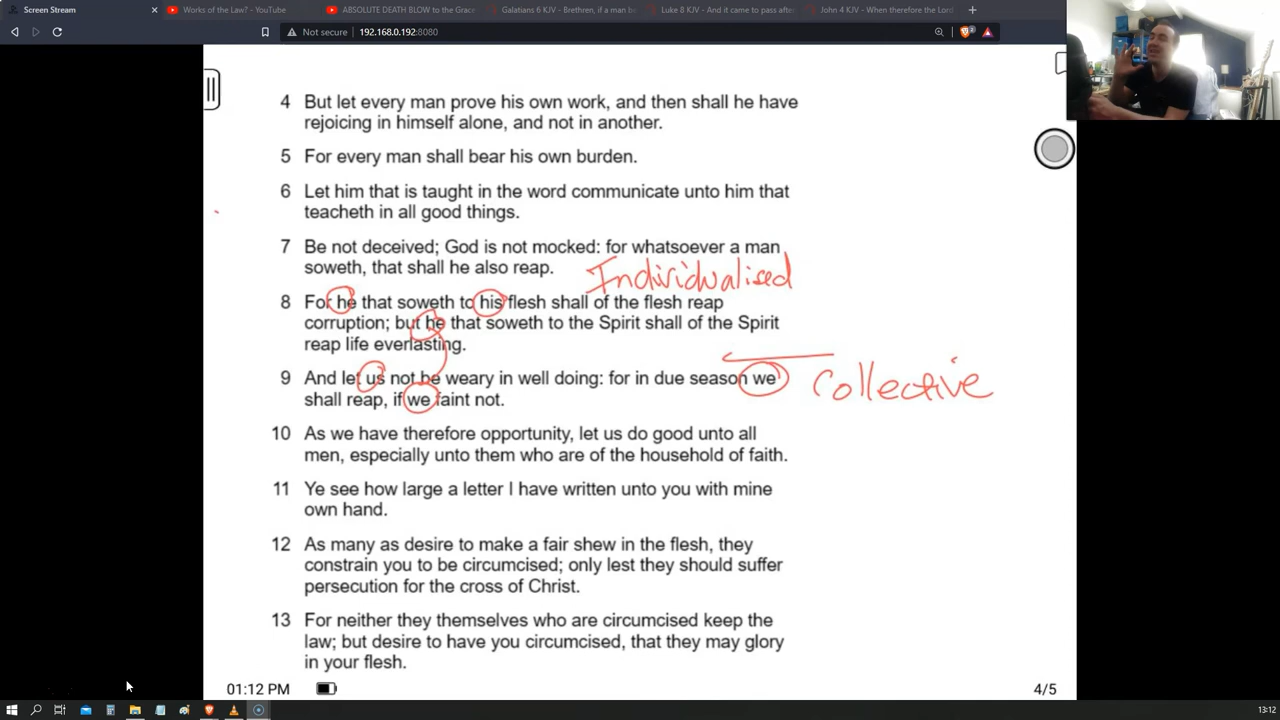 Screen Stream
Works of the Law? - YouTube
ABSOLUTE DEATH BLOW to the Grace
Galatians 6 KJV - Brethren, if a man be
Luke 8 KJV - And it came to pass after
John 4 KJV - When therefore the Lord
Not secure 192.168.0.192:8080
4 But let every man prove his own work, and then shall he have
rejoicing in himself alone, and not in another.
5 For every man shall bear his own burden.
6 Let him that is taught in the word communicate unto him that
teacheth in all good things.
7 Be not deceived; God is not mocked: for whatsoever a man
soweth, that shall he also reap.
Individualised
8 For he that soweth to his flesh shall of the flesh reap
corruption; but he that soweth to the Spirit shall of the Spirit
reap life everlasting.
9 And let us not be weary in well doing: for in due season we
Collective
shall reap, if we faint not.
10 As we have therefore opportunity, let us do good unto all
men, especially unto them who are of the household of faith.
11 Ye see how large a letter I have written unto you with mine
own hand.
12 As many as desire to make a fair shew in the flesh, they
constrain you to be circumcised; only lest they should suffer
persecution for the cross of Christ.
13 For neither they themselves who are circumcised keep the
law; but desire to have you circumcised, that they may glory
in your flesh.
01:12 PM
4/5
13:12